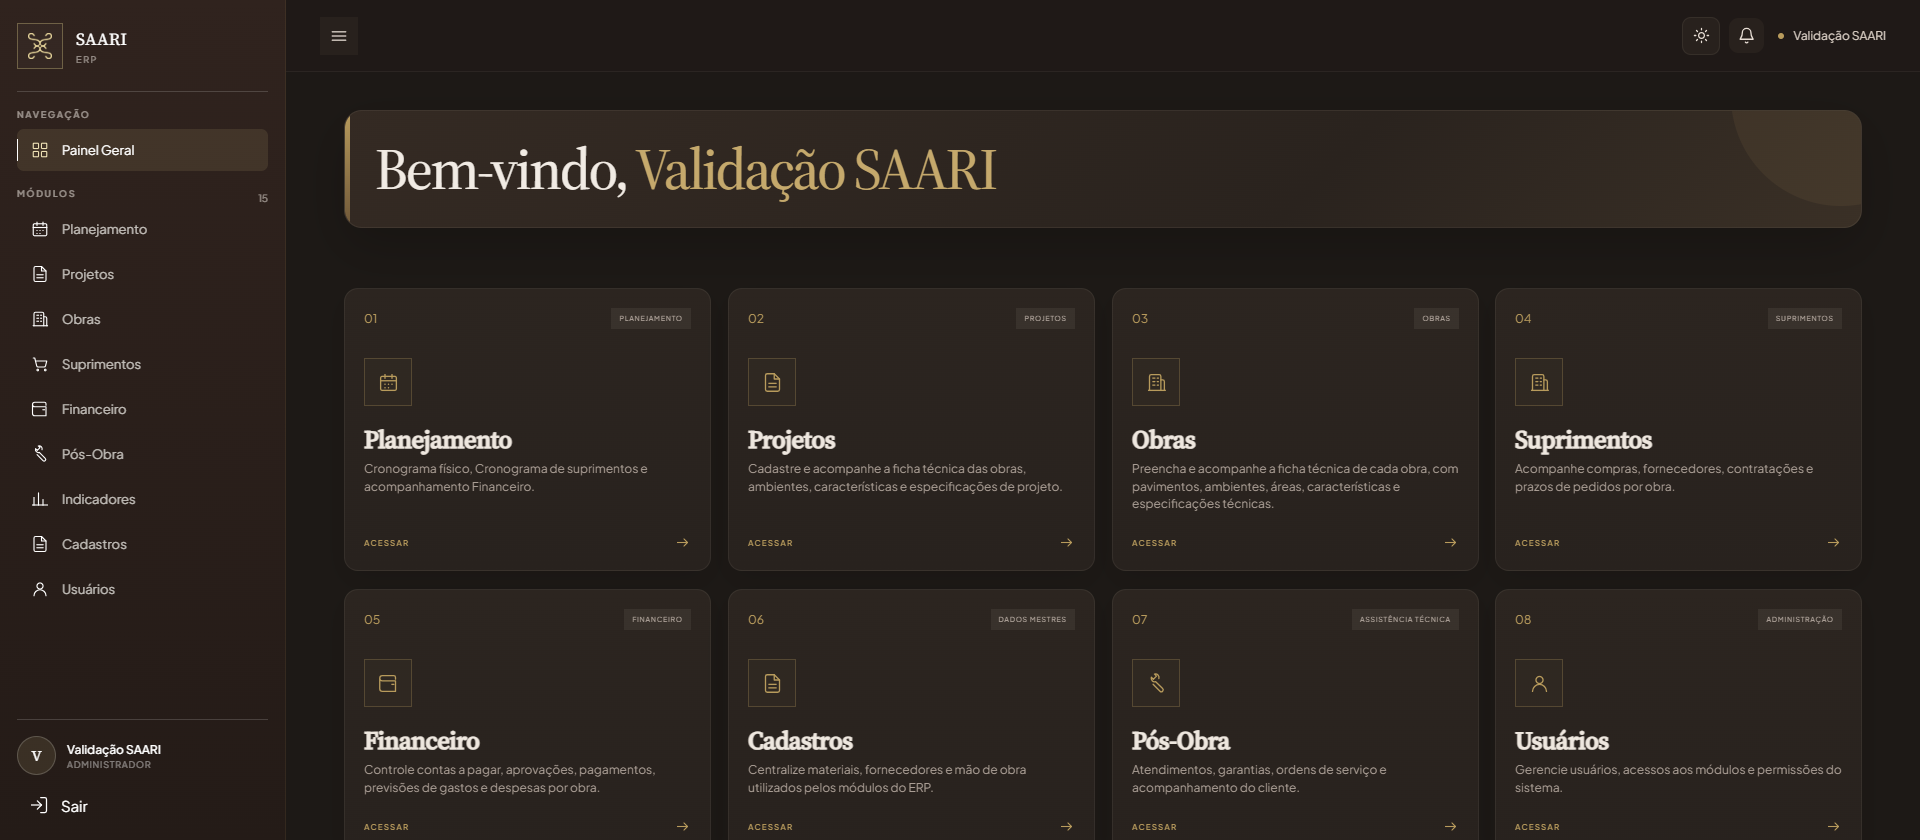 SAARI
ERP
NAVEGAÇÃO
Painel Geral
MÓDULOS
15
Planejamento
Projetos
Obras
Suprimentos
Financeiro
Pós-Obra
Indicadores
Cadastros
Usuários
Validação SAARI
V
ADMINISTRADOR
Sair
Validação SAARI
Bem-vindo, Validação SAARI
01
PLANEJAMENTO
Planejamento
Cronograma físico, Cronograma de suprimentos e
acompanhamento Financeiro.
ACESSAR
02
PROJETOS
Projetos
Cadastre e acompanhe a ficha técnica das obras,
ambientes, características e especificações de projeto.
ACESSAR
03
OBRAS
Obras
Preencha e acompanhe a ficha técnica de cada obra, com
pavimentos, ambientes, áreas, características e
especificações técnicas.
ACESSAR
04
SUPRIMENTOS
Suprimentos
Acompanhe compras, fornecedores, contratações e
prazos de pedidos por obra.
ACESSAR
05
FINANCEIRO
Financeiro
Controle contas a pagar, aprovações, pagamentos,
previsões de gastos e despesas por obra.
ACESSAR
06
DADOS MESTRES
Cadastros
Centralize materiais, fornecedores e mão de obra
utilizados pelos módulos do ERP.
ACESSAR
07
ASSISTÊNCIA TÉCNICA
Pós-Obra
Atendimentos, garantias, ordens de serviço e
acompanhamento do cliente.
ACESSAR
08
ADMINISTRAÇÃO
Usuários
Gerencie usuários, acessos aos módulos e permissões do
sistema.
ACESSAR